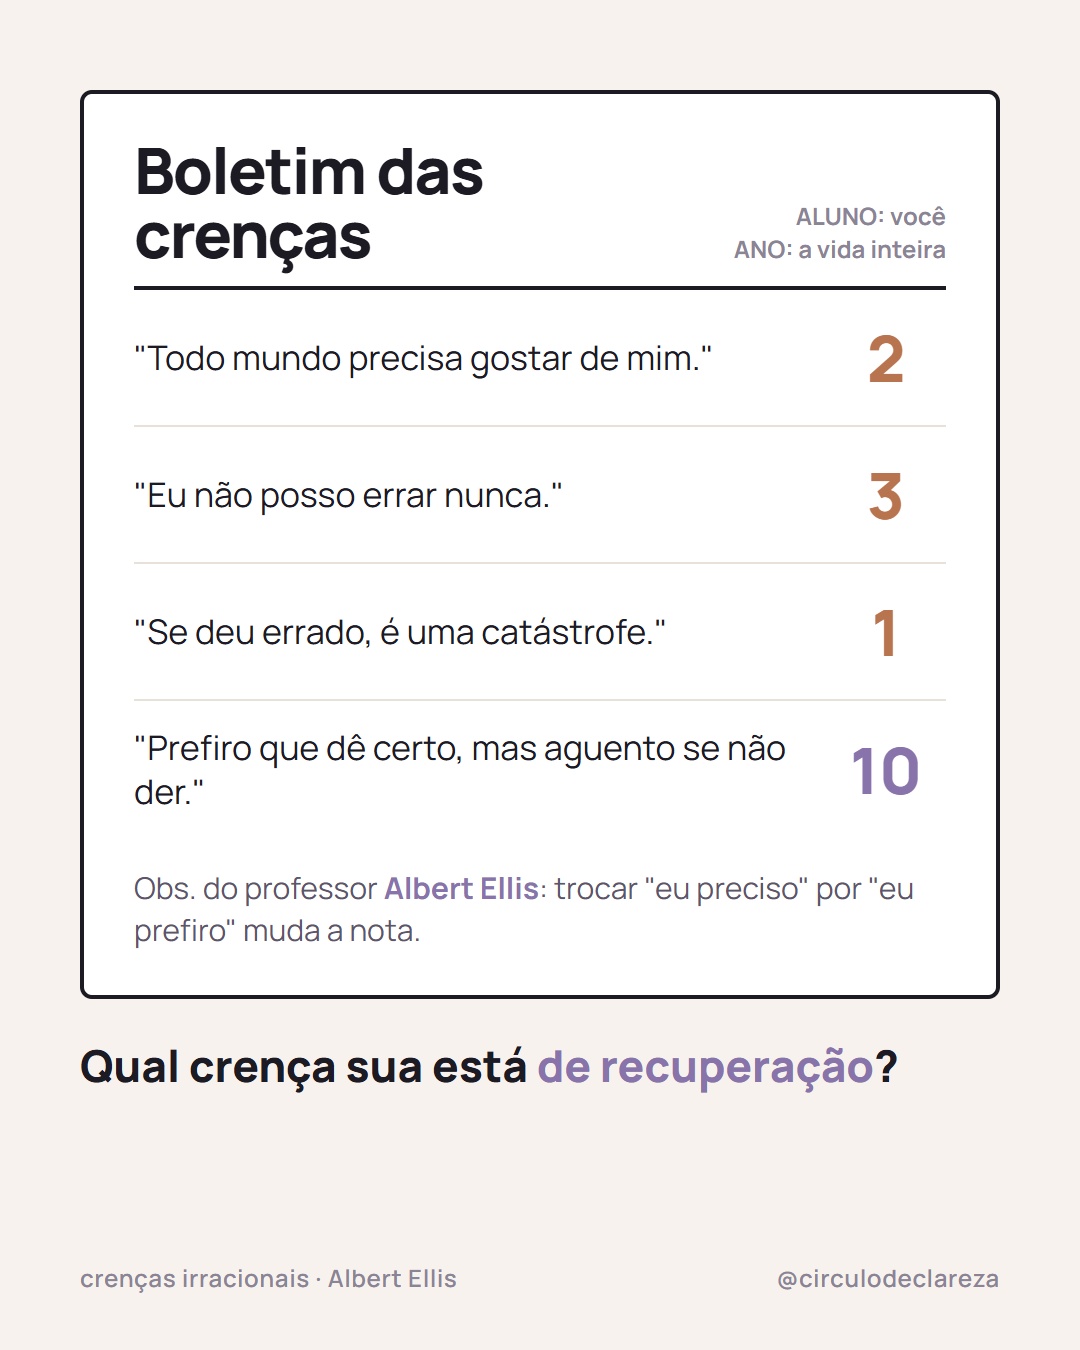 Boletim das
crenças
ALUNO: você
ANO: a vida inteira
"Todo mundo precisa gostar de mim." 2
"Eu não posso errar nunca." 3
"Se deu errado, é uma catástrofe." 1
"Prefiro que dê certo, mas aguento se não
der." 10
Obs. do professor Albert Ellis: trocar "eu preciso" por "eu
prefiro" muda a nota.
Qual crença sua está de recuperação?
crenças irracionais · Albert Ellis
@circulodeclareza